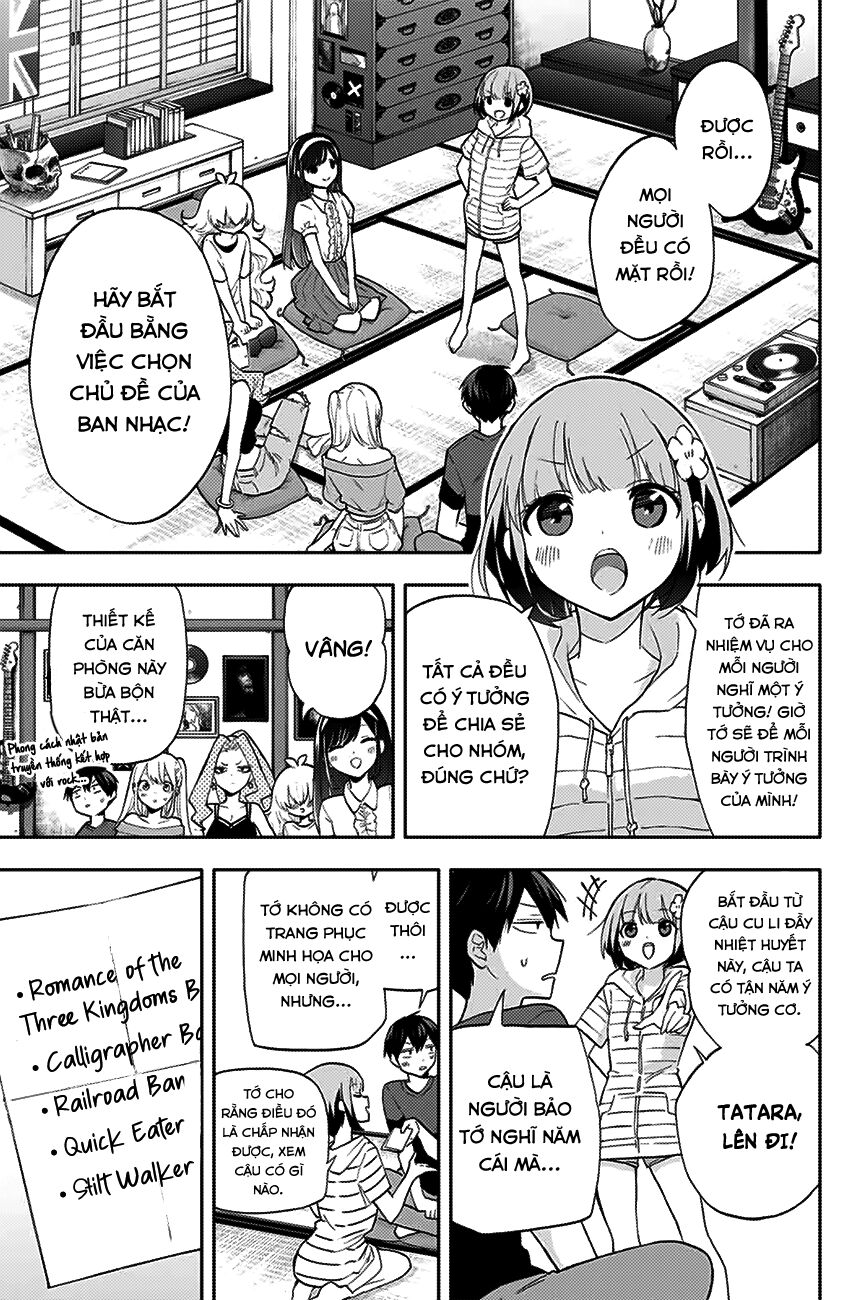 ĐƯỢC
RỒI...
MỌI
NGƯỜI
ĐỀU CÓ
MẶT RỒI!
HÃY BẮT
ĐẦU BẰNG
VIỆC CHỌN
CHỦ ĐỀ CỦA
BAN NHẠC!
TỚ ĐÃ RA
NHIỆM VỤ CHO
MỖI NGƯỜI
NGHĨ MỘT Ý
TƯỞNG! GIỜ
TỚ SẼ ĐỂ MỖI
NGƯỜI TRÌNH
BÀY Ý TƯỞNG
CỦA MÌNH!
TẤT CẢ ĐỀU
CÓ Ý TƯỞNG
ĐỂ CHIA SẺ
CHO NHÓM,
ĐÚNG CHỨ?
VÂNG!
THIẾT KẾ
CỦA CĂN
PHÒNG NÀY
BỪA BỘN
THẬT...
Phong cách nhật bản
truyền thống kết hợp
với rock...
BẮT ĐẦU TỪ
CẬU CU LI ĐẦY
NHIỆT HUYẾT
NÀY, CẬU TA
CÓ TẬN NĂM Ý
TƯỞNG CƠ.
TATARA,
LÊN ĐI!
CẬU LÀ
NGƯỜI BẢO
TỚ NGHĨ NĂM
CÁI MÀ...
ĐƯỢC
THÔI
...
TỚ KHÔNG CÓ
TRANG PHỤC
MINH HỌA CHO
MỌI NGƯỜI,
NHƯNG...
TỚ CHO
RẰNG ĐIỀU ĐÓ
LÀ CHẤP NHẬN
ĐƯỢC, XEM
CẬU CÓ GÌ
NÀO.
• Romance of the
Three Kingdoms B
• Calligrapher Ba
• Railroad Ban
• Quick Eater
• Stilt Walker